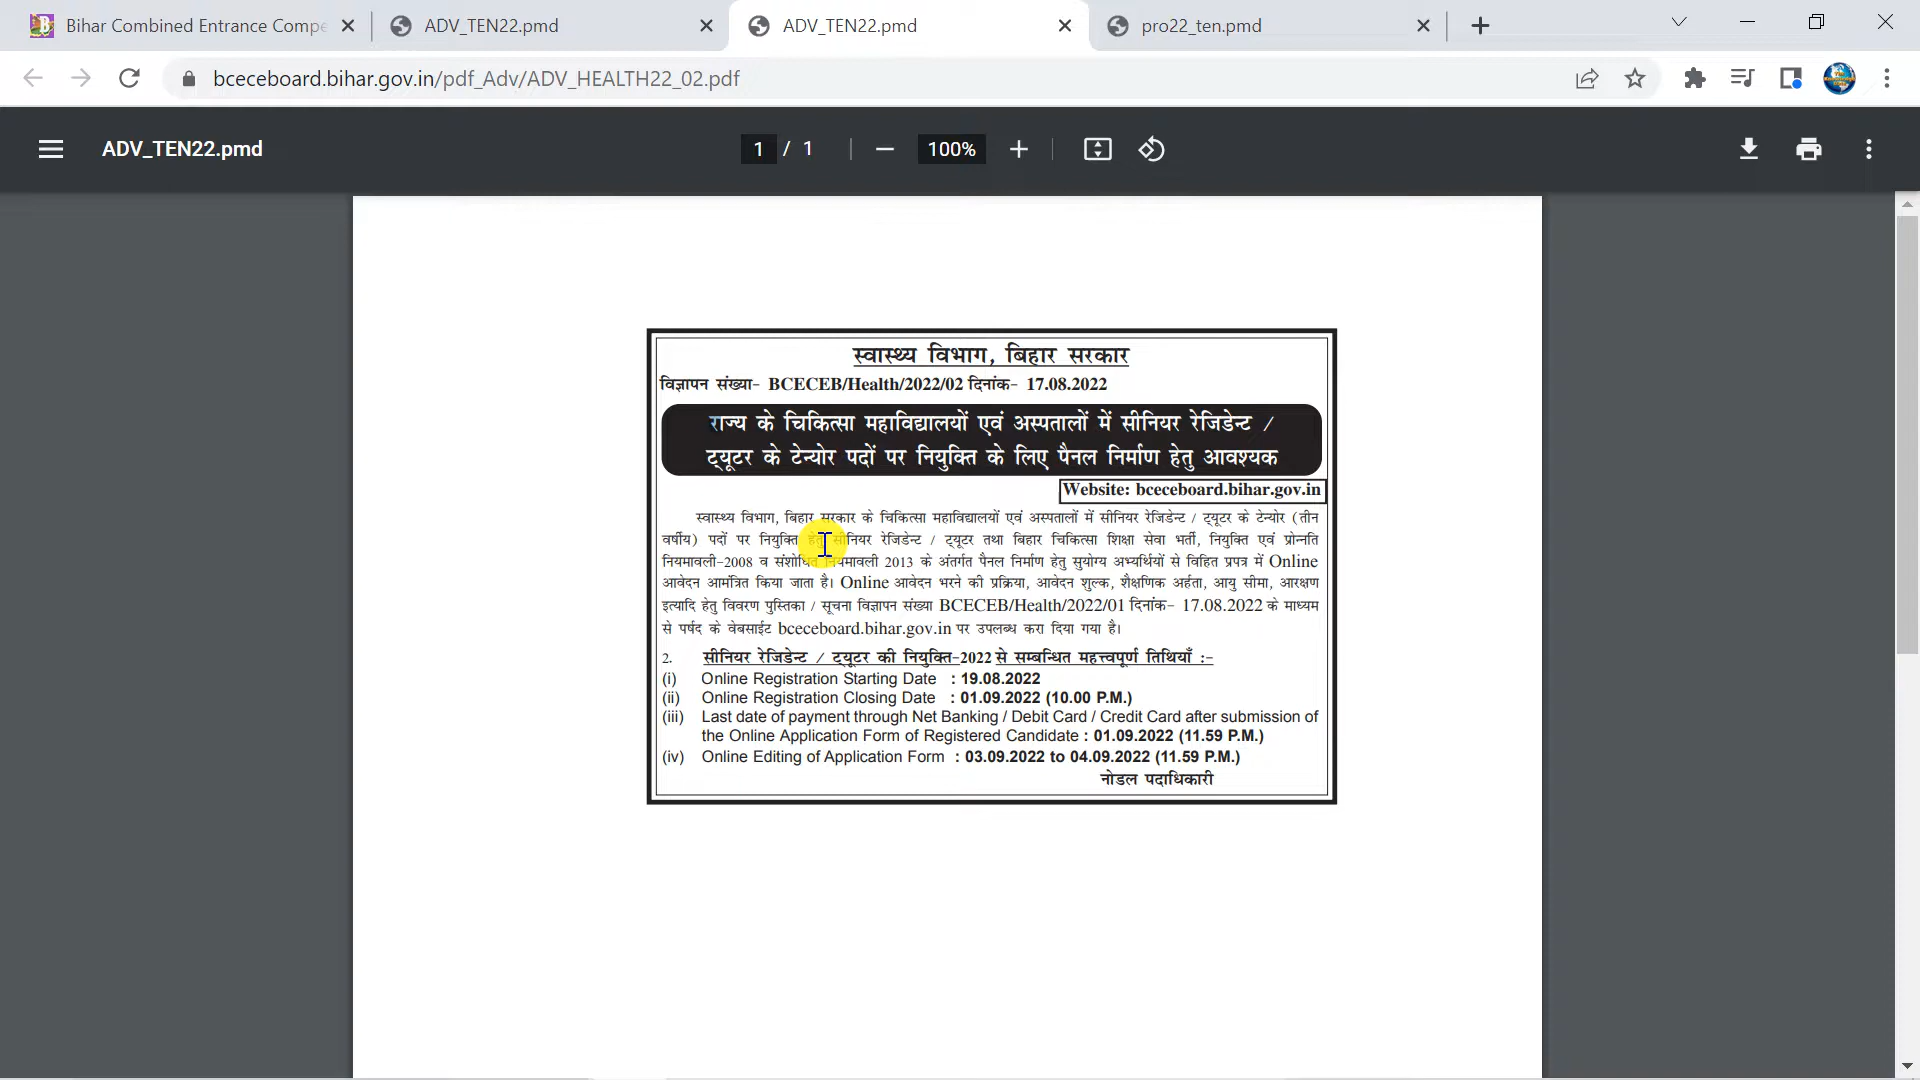 Bihar Combined Entrance Compe
ADV_TEN22.pmd
ADV_TEN22.pmd
pro22_ten.pmd
bceceboard.bihar.gov.in/pdf_Adv/ADV_HEALTH22_02.pdf
ADV_TEN22.pmd
1 / 1
100%
स्वास्थ्य विभाग, बिहार सरकार
विज्ञापन संख्या- BCECEB/Health/2022/02 दिनांक- 17.08.2022
राज्य के चिकित्सा महाविद्यालयों एवं अस्पतालों में सीनियर रेजिडेन्ट /
ट्यूटर के टेन्योर पदों पर नियुक्ति के लिए पैनल निर्माण हेतु आवश्यक
Website: bceceboard.bihar.gov.in
स्वास्थ्य विभाग, बिहार सरकार के चिकित्सा महाविद्यालयों एवं अस्पतालों में सीनियर रेजिडेन्ट / ट्यूटर के टेन्योर (तीन
वर्षीय) पदों पर नियुक्ति हेतु सीनियर रेजिडेन्ट / ट्यूटर तथा बिहार चिकित्सा शिक्षा सेवा भर्ती, नियुक्ति एवं प्रोन्नति
नियमावली-2008 व संशोधित नियमावली 2013 के अंतर्गत पैनल निर्माण हेतु सुयोग्य अभ्यर्थियों से विहित प्रपत्र में Online
आवेदन आमंत्रित किया जाता है। Online आवेदन भरने की प्रक्रिया, आवेदन शुल्क, शैक्षणिक अर्हता, आयु सीमा, आरक्षण
इत्यादि हेतु विवरण पुस्तिका / सूचना विज्ञापन संख्या BCECEB/Health/2022/01 दिनांक- 17.08.2022 के माध्यम
से पर्षद के वेबसाईट bceceboard.bihar.gov.in पर उपलब्ध करा दिया गया है।
2. सीनियर रेजिडेन्ट / ट्यूटर की नियुक्ति-2022 से सम्बन्धित महत्त्वपूर्ण तिथियाँ :-
(i) Online Registration Starting Date : 19.08.2022
(ii) Online Registration Closing Date : 01.09.2022 (10.00 P.M.)
(iii) Last date of payment through Net Banking / Debit Card / Credit Card after submission of
the Online Application Form of Registered Candidate : 01.09.2022 (11.59 P.M.)
(iv) Online Editing of Application Form : 03.09.2022 to 04.09.2022 (11.59 P.M.)
नोडल पदाधिकारी